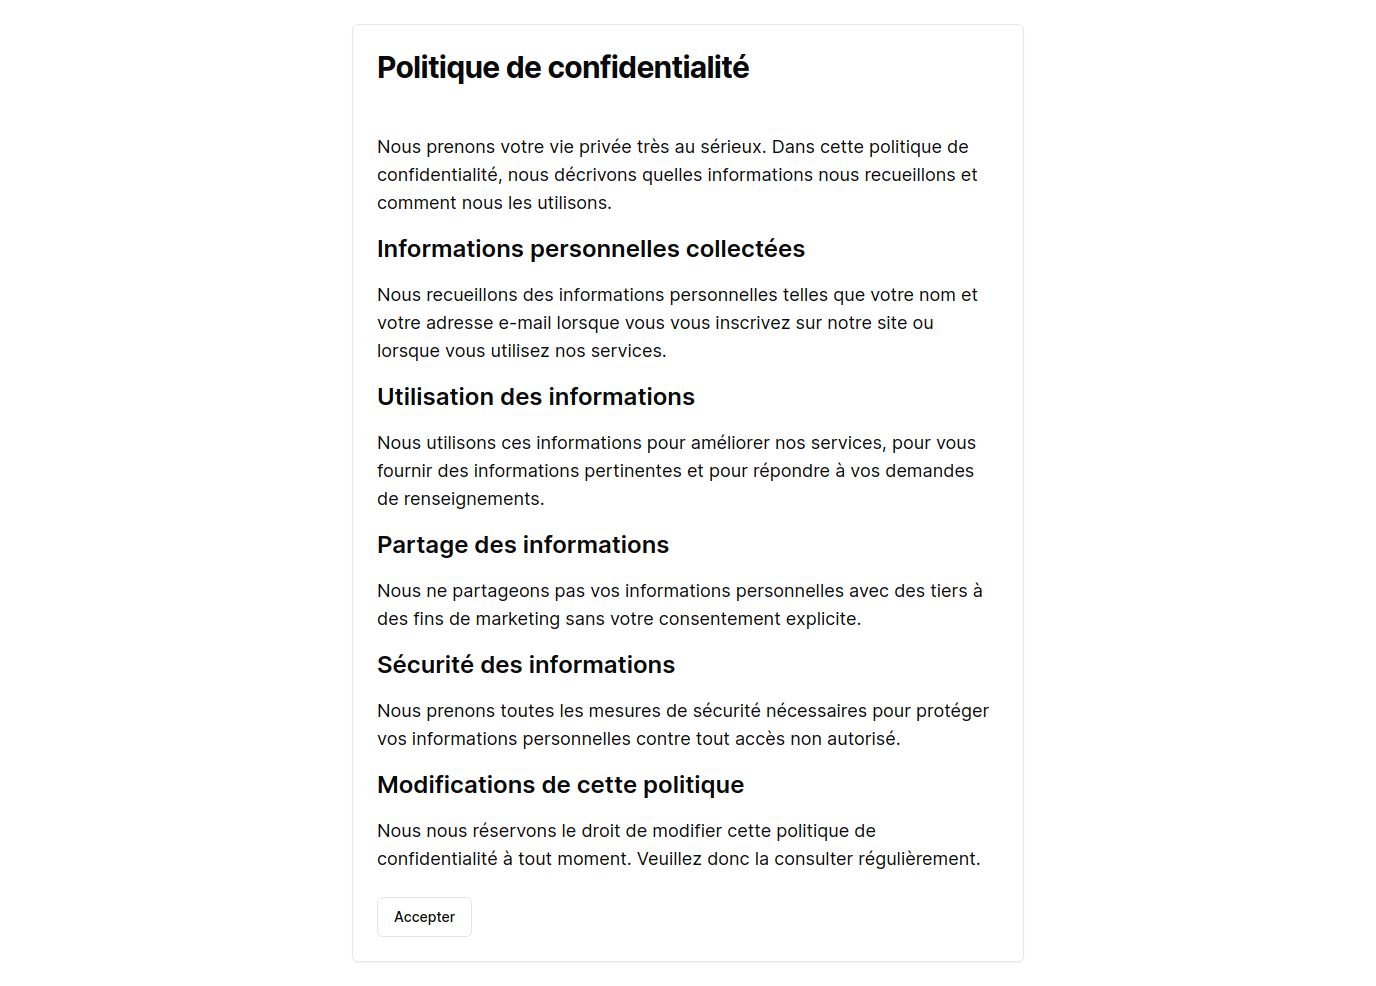 Politique de confidentialité
Nous prenons votre vie privée très au sérieux. Dans cette politique de
confidentialité, nous décrivons quelles informations nous recueillons et
comment nous les utilisons.
Informations personnelles collectées
Nous recueillons des informations personnelles telles que votre nom et
votre adresse e-mail lorsque vous vous inscrivez sur notre site ou
lorsque vous utilisez nos services.
Utilisation des informations
Nous utilisons ces informations pour améliorer nos services, pour vous
fournir des informations pertinentes et pour répondre à vos demandes
de renseignements.
Partage des informations
Nous ne partageons pas vos informations personnelles avec des tiers à
des fins de marketing sans votre consentement explicite.
Sécurité des informations
Nous prenons toutes les mesures de sécurité nécessaires pour protéger
vos informations personnelles contre tout accès non autorisé.
Modifications de cette politique
Nous nous réservons le droit de modifier cette politique de
confidentialité à tout moment. Veuillez donc la consulter régulièrement.
Accepter